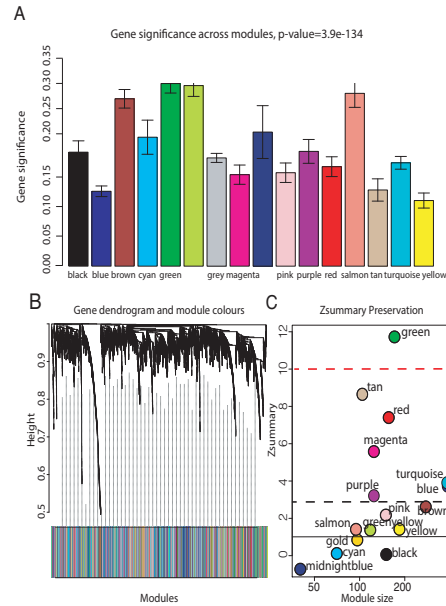 A
Gene significance across modules, p-value=3.9e-134
Gene significance
0.35
0.30
0.25
0.20
0.15
0.10
0.05
0.00
black blue brown cyan green grey magenta pink purple red salmon tan turquoise yellow
B
Gene dendrogram and module colours
Height
0.9
0.8
0.7
0.6
0.5
Modules
C
Zsummary Preservation
Zsummary
12
8
6
4
2
0
green
tan
red
magenta
turquoise
blue
purple
brown
pink
salmon
greenyellow
yellow
gold
cyan
black
midnightblue
50 100 200
Module size